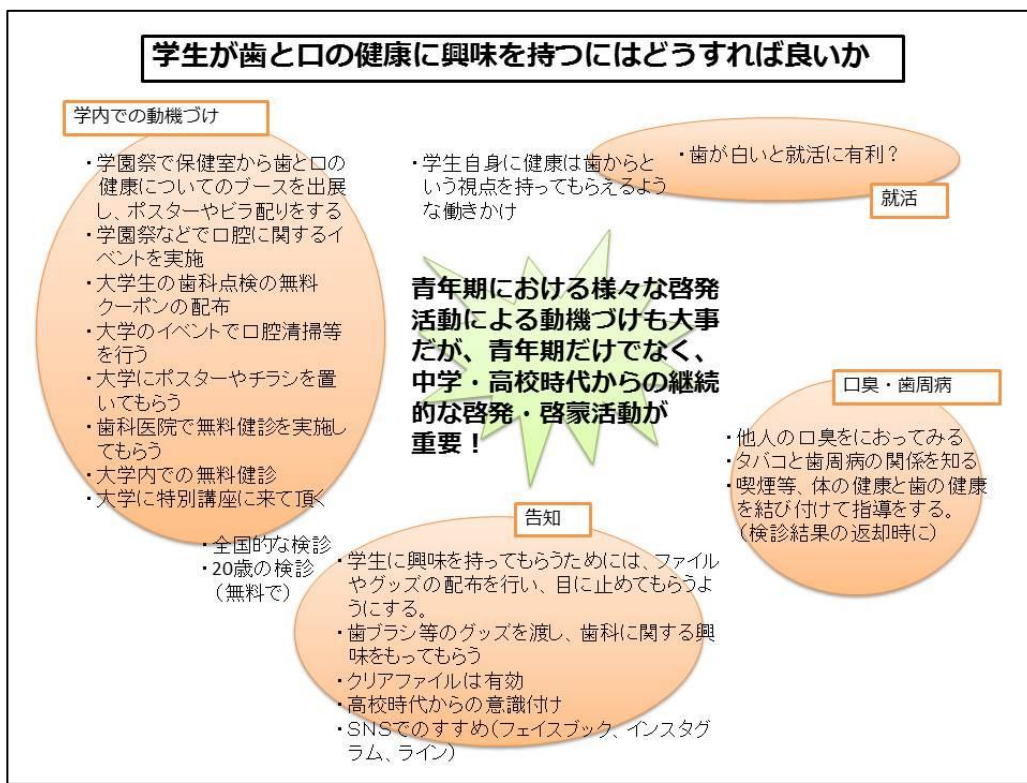 学生が歯と口の健康に興味を持つにはどうすれば良いか
学内での動機づけ
・学園祭で保健室から歯と口の
健康についてのブースを出展
し、ポスターやビラ配りをする
・学園祭などで口腔に関するイ
ベントを実施
・大学生の歯科点検の無料
クーポンの配布
・大学のイベントで口腔清掃等
を行う
・大学にポスターやチラシを置
いてもらう
・歯科医院で無料健診を実施し
てもらう
・大学内での無料健診
・大学に特別講座に来て頂く
・全国的な検診
・20歳の検診
（無料で）
・学生自身に健康は歯からと
いう視点を持ってもらえるよう
な働きかけ
・歯が白いと就活に有利？
就活
青年期における様々な啓発
活動による動機づけも大事
だが、青年期だけでなく、
中学・高校時代からの継続
的な啓発・啓蒙活動が
重要！
口臭・歯周病
・他人の口臭をにおってみる
・タバコと歯周病の関係を知る
・喫煙等、体の健康と歯の健康
を結び付けて指導をする。
（検診結果の返却時に）
告知
・学生に興味を持ってもらうためには、ファイル
やグッズの配布を行い、目に止めてもらうよ
うにする。
・歯ブラシ等のグッズを渡し、歯科に関する興
味をもってもらう
・クリアファイルは有効
・高校時代からの意識付け
・ＳＮＳでのすすめ（フェイスブック、インスタグ
ラム、ライン）